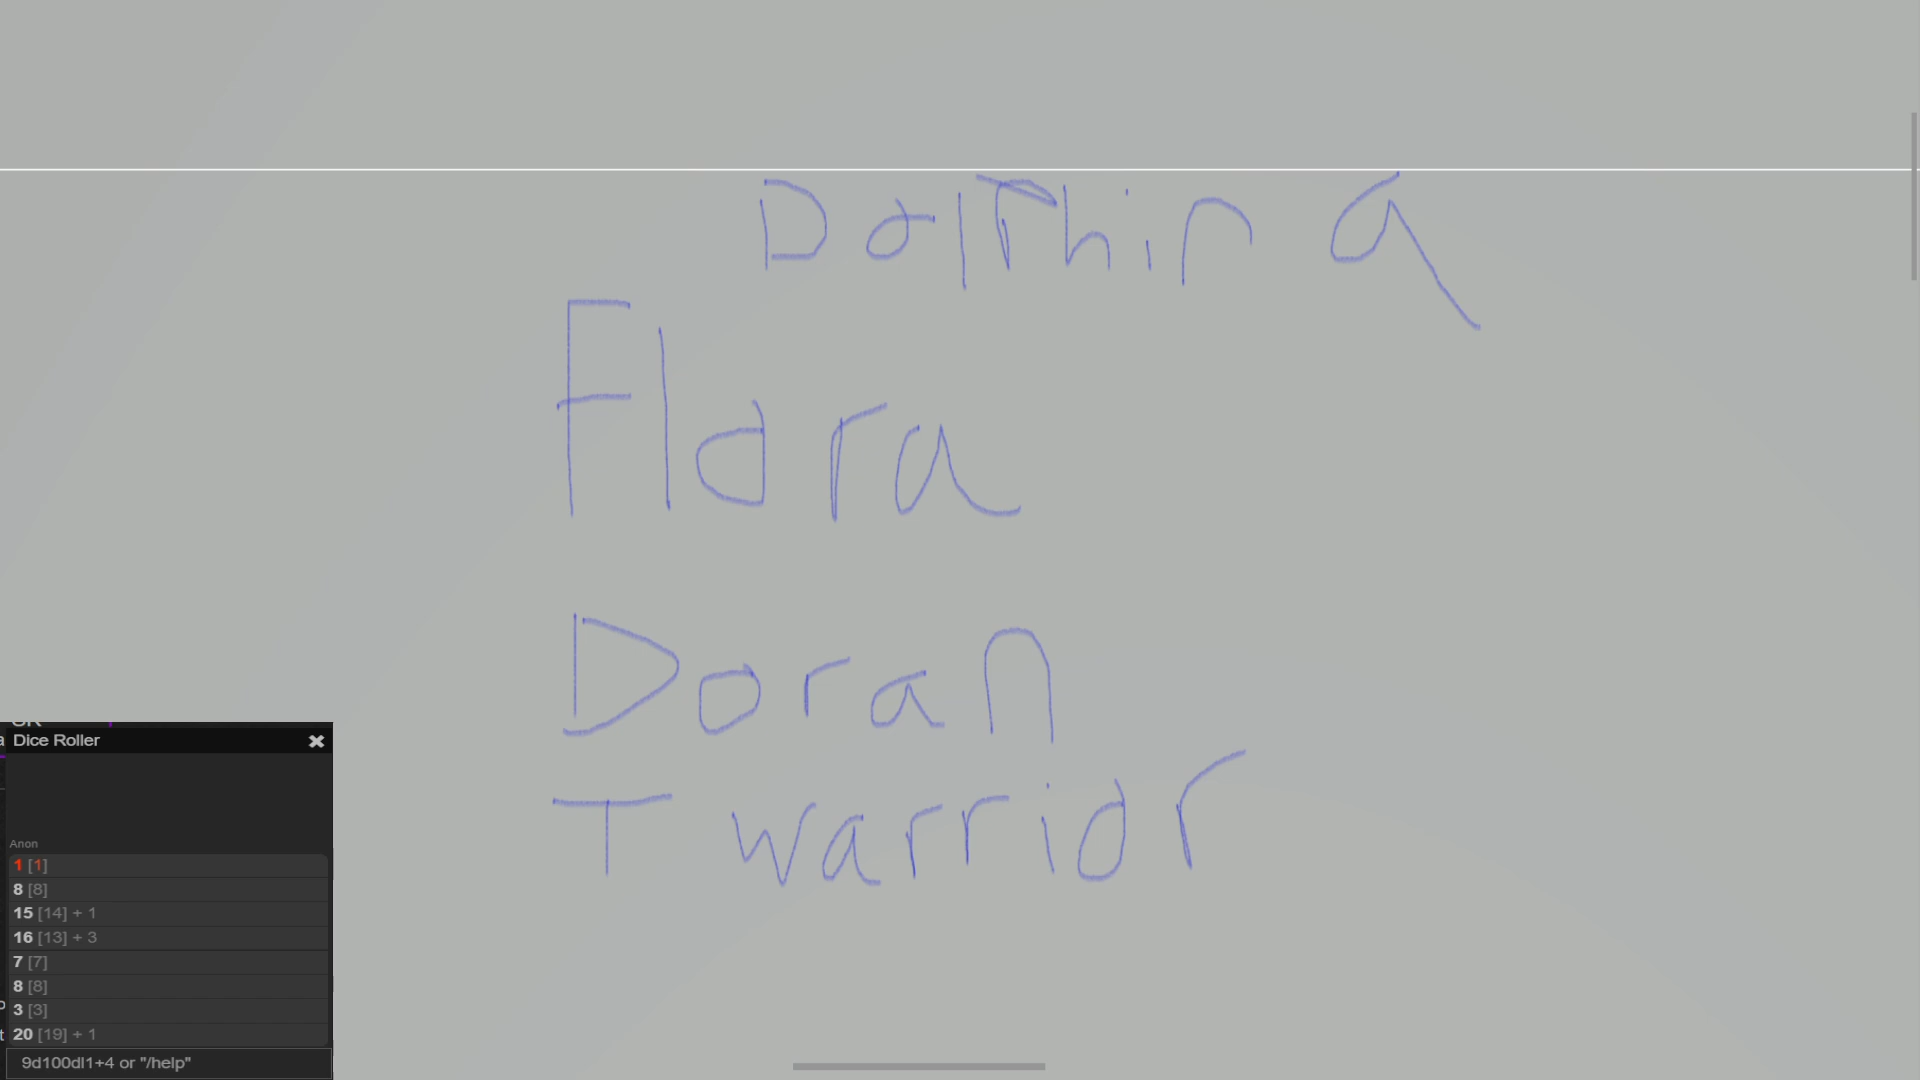 Dalphina
Flora
Doran
T warrior
Dice Roller
Anon
1 [1]
8 [8]
15 [14] + 1
16 [13] + 3
7 [7]
8 [8]
3 [3]
20 [19] + 1
9d100dl1+4 or "/help"